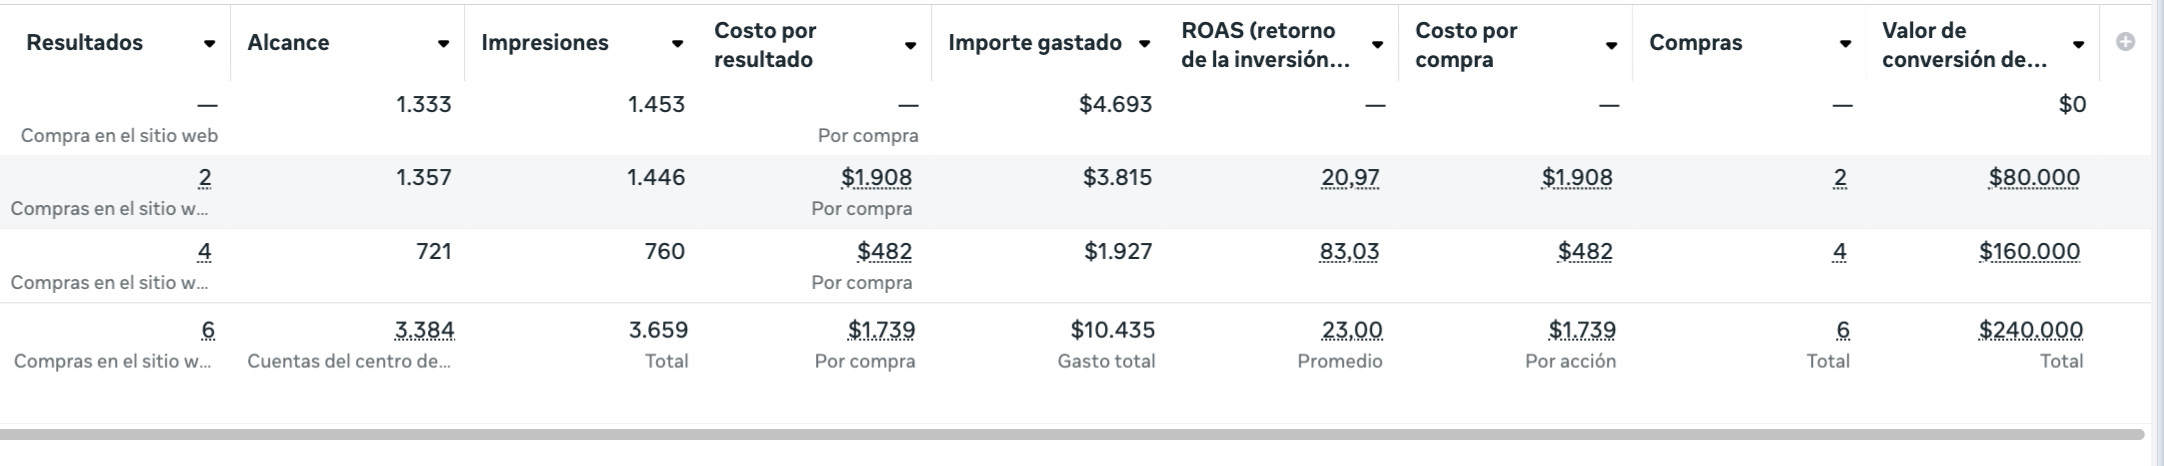 Resultados Alcance Impresiones Costo por resultado Importe gastado ROAS (retorno de la inversión... Costo por compra Compras Valor de conversión de...
— 1.333 1.453 — $4.693 — — — $0
Compra en el sitio web Por compra
2 1.357 1.446 $1.908 $3.815 20,97 $1.908 2 $80.000
Compras en el sitio w... Por compra
4 721 760 $482 $1.927 83,03 $482 4 $160.000
Compras en el sitio w... Por compra
6 3.384 3.659 $1.739 $10.435 23,00 $1.739 6 $240.000
Compras en el sitio w... Cuentas del centro de... Total Por compra Gasto total Promedio Por acción Total Total